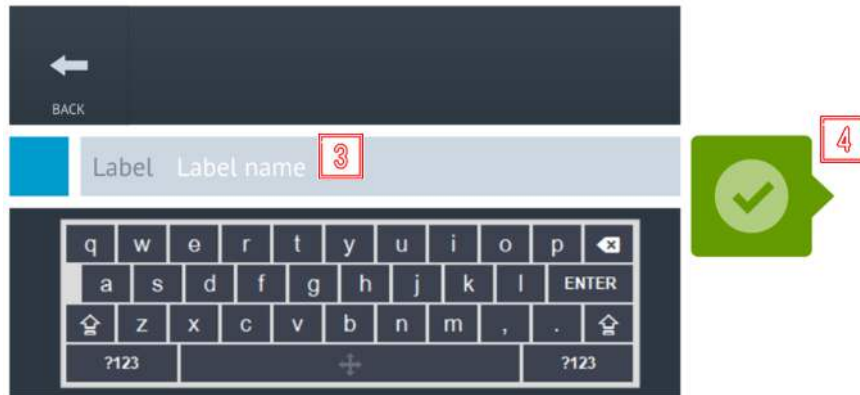 BACK
Label Label name 3
4
q w e r t y u i o p
a s d f g h j k l ENTER
z x c v b n m , .
?123 ?123